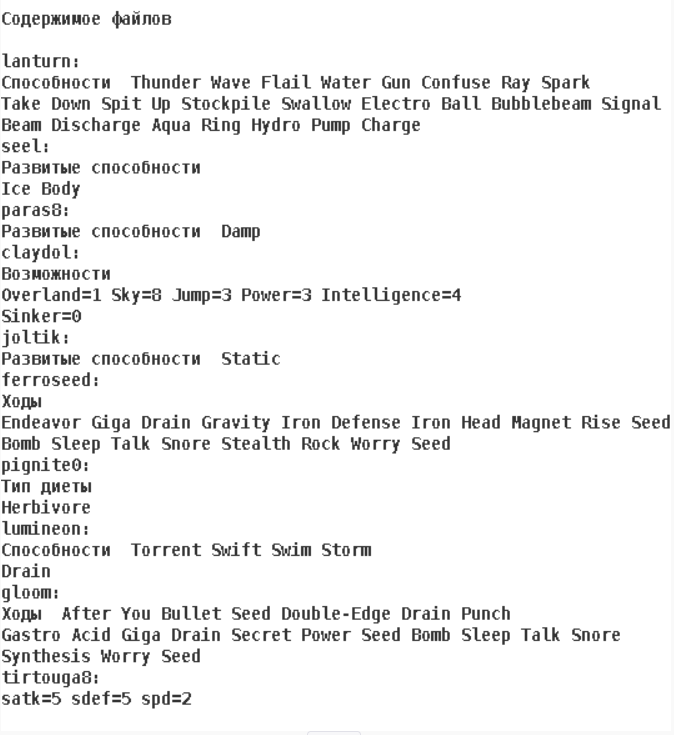 Содержимое файлов
lanturn:
Способности  Thunder Wave Flail Water Gun Confuse Ray Spark
Take Down Spit Up Stockpile Swallow Electro Ball Bubblebeam Signal
Beam Discharge Aqua Ring Hydro Pump Charge
seel:
Развитые способности
Ice Body
paras8:
Развитые способности  Damp
claydol:
Возможности
Overland=1 Sky=8 Jump=3 Power=3 Intelligence=4
Sinker=0
joltik:
Развитые способности  Static
ferroseed:
Ходы
Endeavor Giga Drain Gravity Iron Defense Iron Head Magnet Rise Seed
Bomb Sleep Talk Snore Stealth Rock Worry Seed
pignite0:
Тип диеты
Herbivore
lumineon:
Способности  Torrent Swift Swim Storm
Drain
gloom:
Ходы  After You Bullet Seed Double-Edge Drain Punch
Gastro Acid Giga Drain Secret Power Seed Bomb Sleep Talk Snore
Synthesis Worry Seed
tirtouga8:
satk=5 sdef=5 spd=2